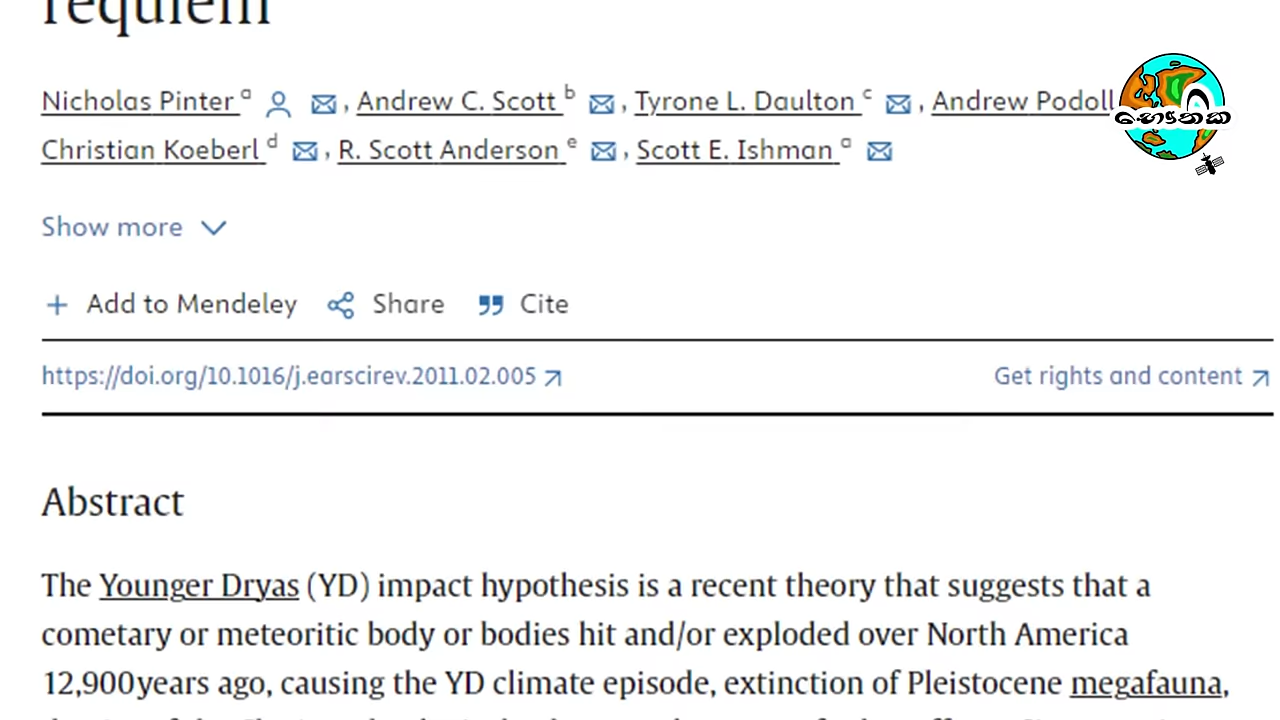 requiem
Nicholas Pinter a , Andrew C. Scott b , Tyrone L. Daulton c , Andrew Podoll
භෞතික
Christian Koeberl d , R. Scott Anderson e , Scott E. Ishman a
Show more
Add to Mendeley Share Cite
https://doi.org/10.1016/j.earscirev.2011.02.005 Get rights and content
Abstract
The Younger Dryas (YD) impact hypothesis is a recent theory that suggests that a
cometary or meteoritic body or bodies hit and/or exploded over North America
12,900years ago, causing the YD climate episode, extinction of Pleistocene megafauna,